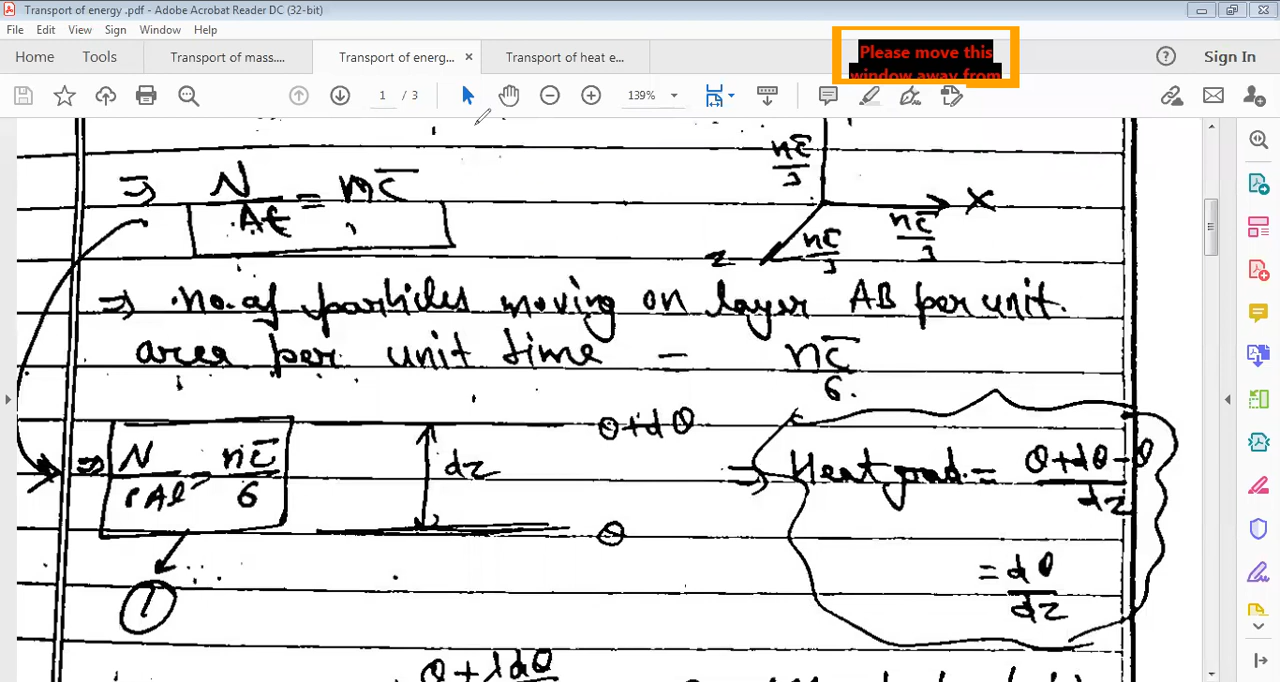 Transport of energy .pdf - Adobe Acrobat Reader DC (32-bit)
File Edit View Sign Window Help
Home Tools Transport of mass.... Transport of energ... × Transport of heat e... Sign In
Please move this
window away from
1 / 3 139%
nc̄/3
⇒ N/At = nc̄ X
nc̄/3 nc̄/3
z
⇒ no. of particles moving on layer AB per unit
area per unit time = nc̄/6
θ+dθ
⇒ N/At = nc̄/6 dz ⇒ Heat grad = θ+dθ-θ/dz
θ
= dθ/dz
1